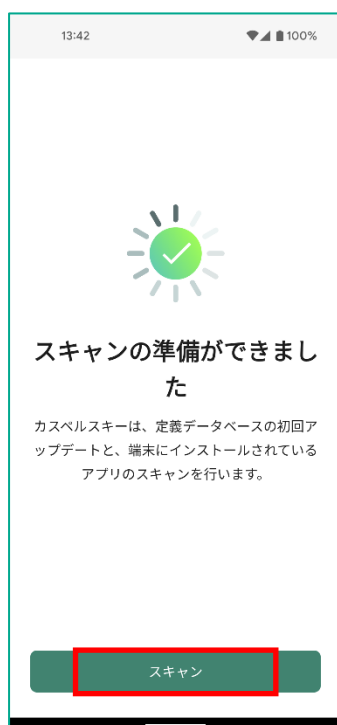 13:42
100%
スキャンの準備ができまし
た
カスペルスキーは、定義データベースの初回ア
ップデートと、端末にインストールされている
アプリのスキャンを行います。
スキャン